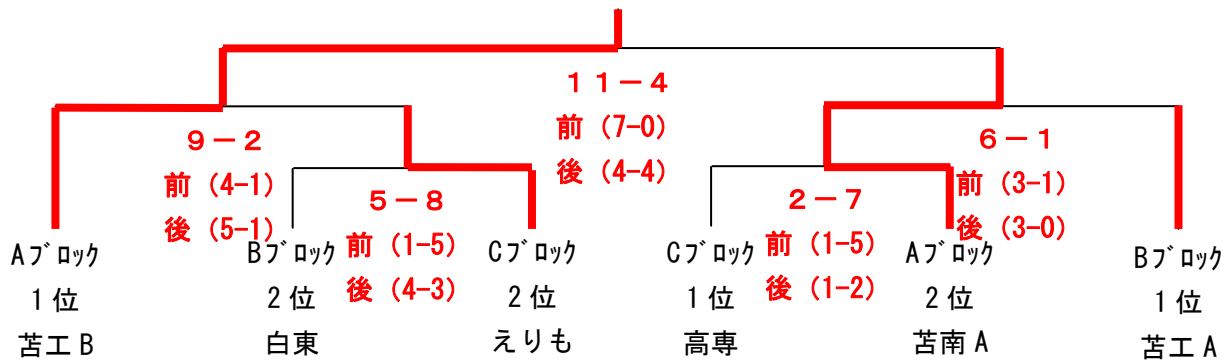 １１－４
前 (7-0)
後 (4-4)
９－２
前 (4-1)
後 (5-1)
６－１
前 (3-1)
後 (3-0)
５－８
前 (1-5)
後 (4-3)
２－７
前 (1-5)
後 (1-2)
Aﾌﾞﾛｯｸ
1位
苫工B
Bﾌﾞﾛｯｸ
2位
白東
Cﾌﾞﾛｯｸ
2位
えりも
Cﾌﾞﾛｯｸ
1位
高専
Aﾌﾞﾛｯｸ
2位
苫南A
Bﾌﾞﾛｯｸ
1位
苫工A